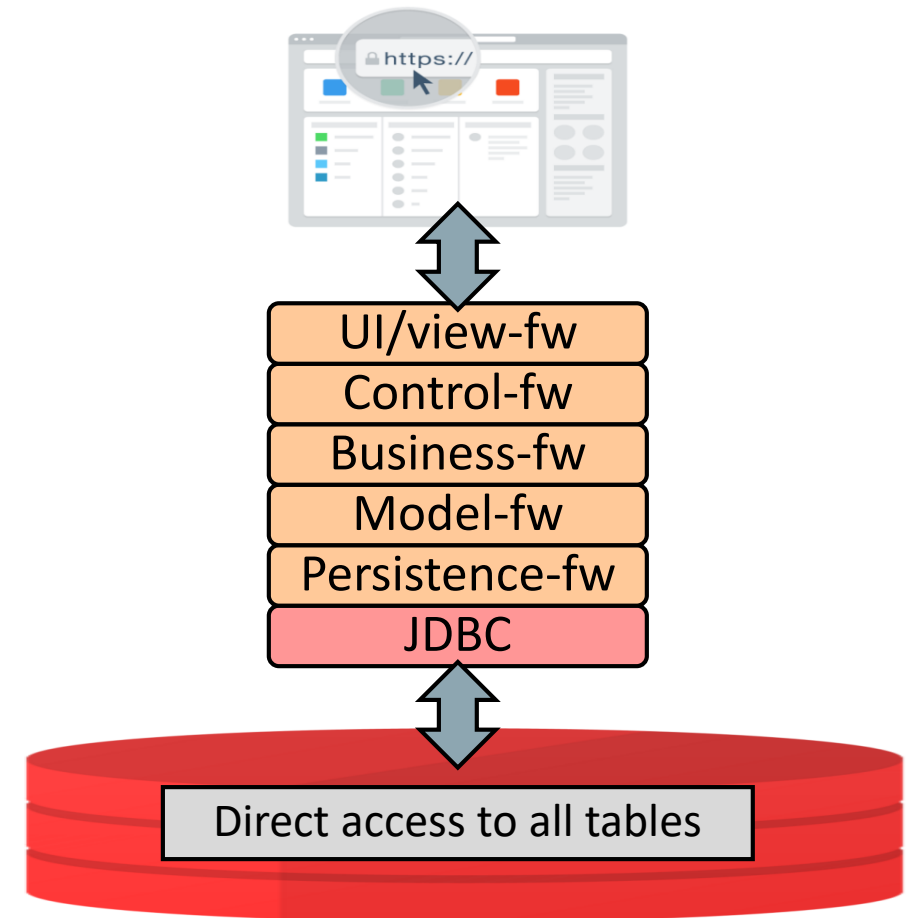 https://
UI/view-fw
Control-fw
Business-fw
Model-fw
Persistence-fw
JDBC
Direct access to all tables